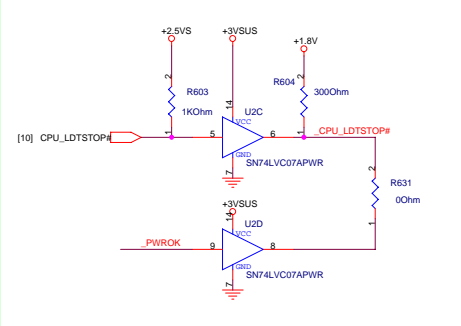 +2.5VS +3VSUS
+1.8V
2 R603 1KOhm 1
R604 2 300Ohm 1
14 U2C
VCC
[10] CPU_LDTSTOP# 5 6 _CPU_LDTSTOP#
GND
7 SN74LVC07APWR
2 R631
0Ohm
1
+3VSUS
14 U2D
VCC
_PWROK 9 8
GND
7 SN74LVC07APWR